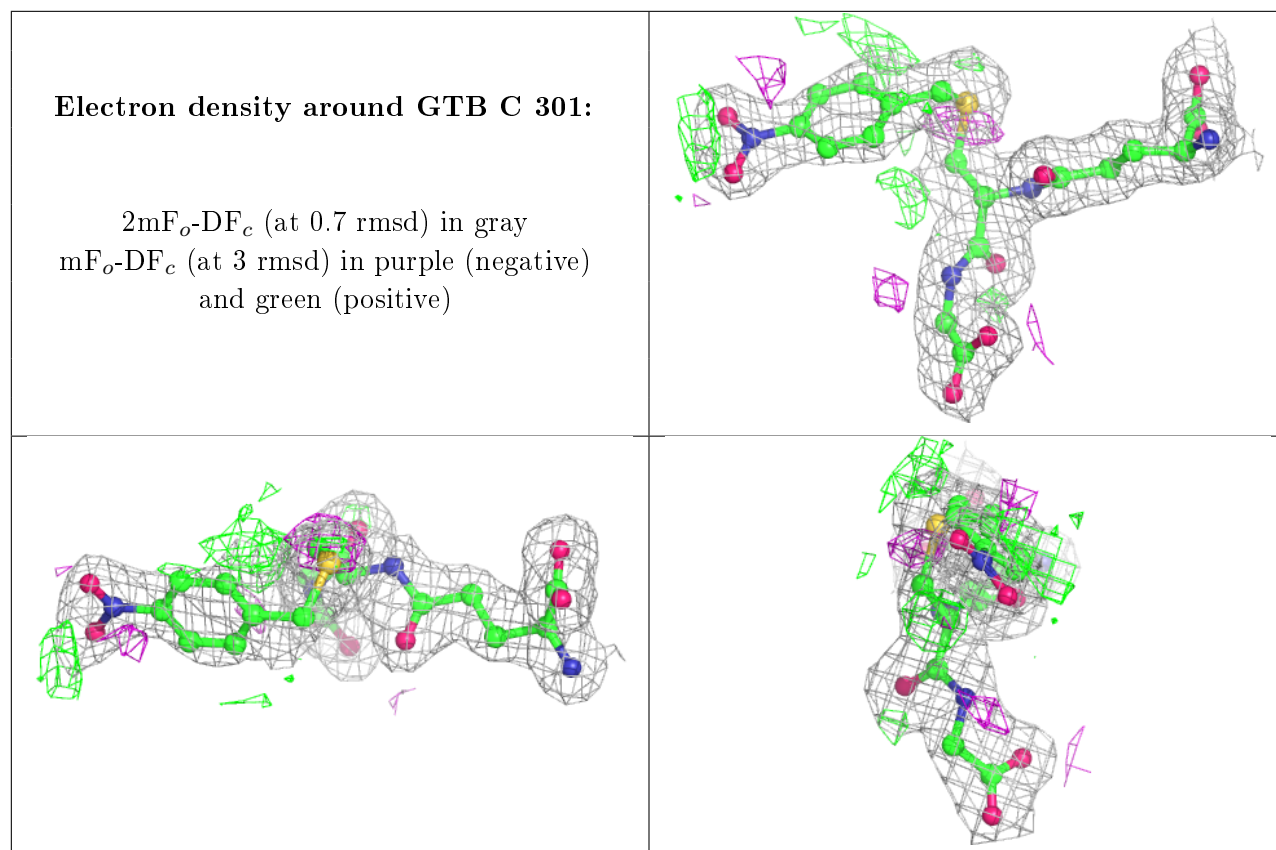 Electron density around GTB C 301:
2mFₒ-DF𝑐 (at 0.7 rmsd) in gray
mFₒ-DF𝑐 (at 3 rmsd) in purple (negative)
and green (positive)